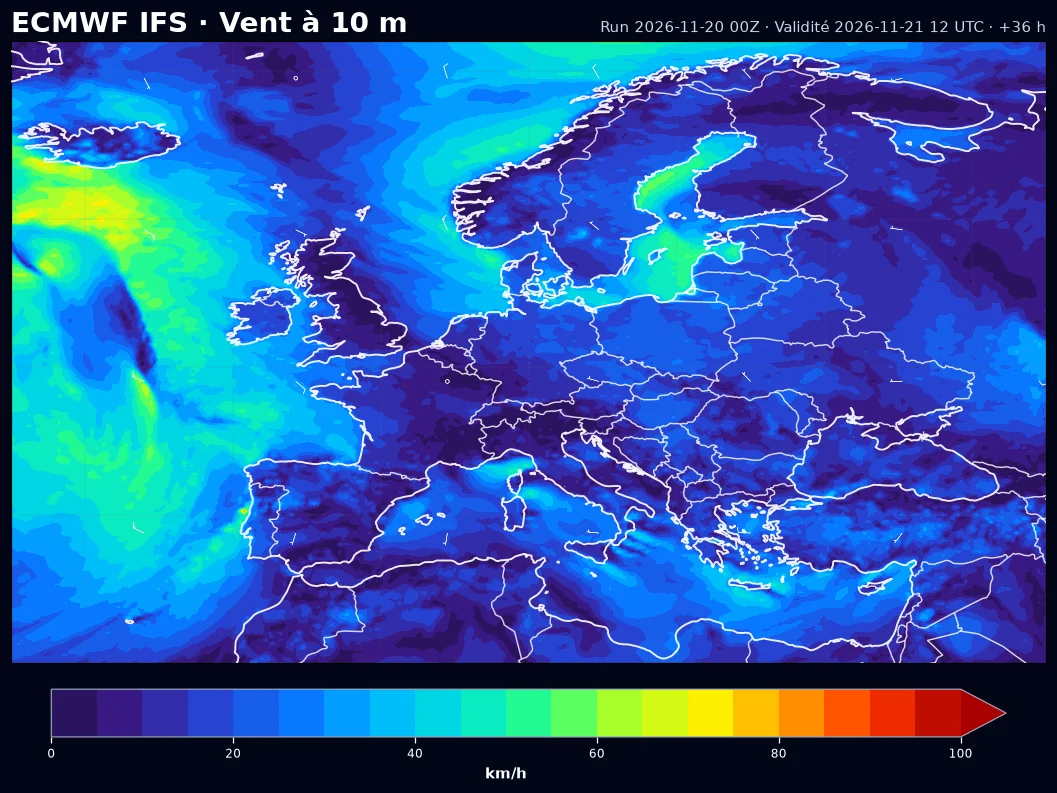 ECMWF IFS · Vent à 10 m
Run 2026-11-20 00Z · Validité 2026-11-21 12 UTC · +36 h
0 20 40 60 80 100
km/h